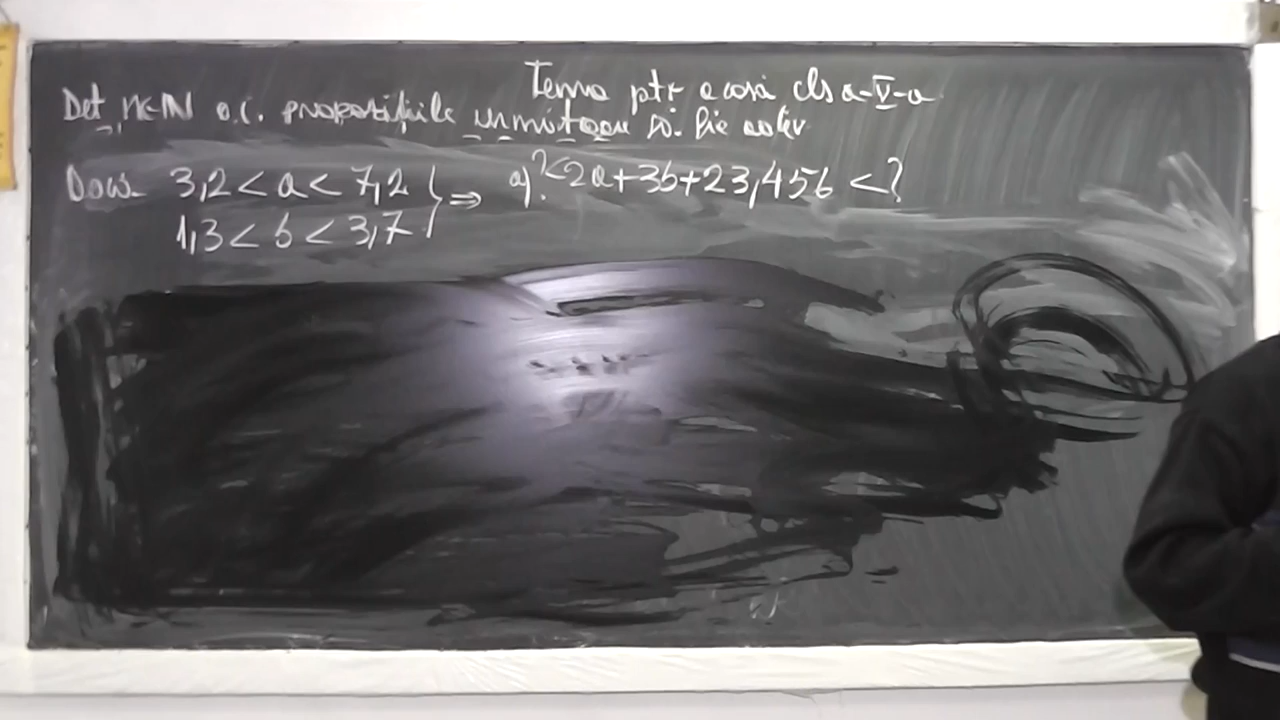 Tema ptr acasă cls a-V-a
Det n∈N a.î. propozițiile următoare să fie adev
Dacă 3,2 < a < 7,2 } ⇒ a) ? < 2a+3b+23,456 < ?
1,3 < b < 3,7